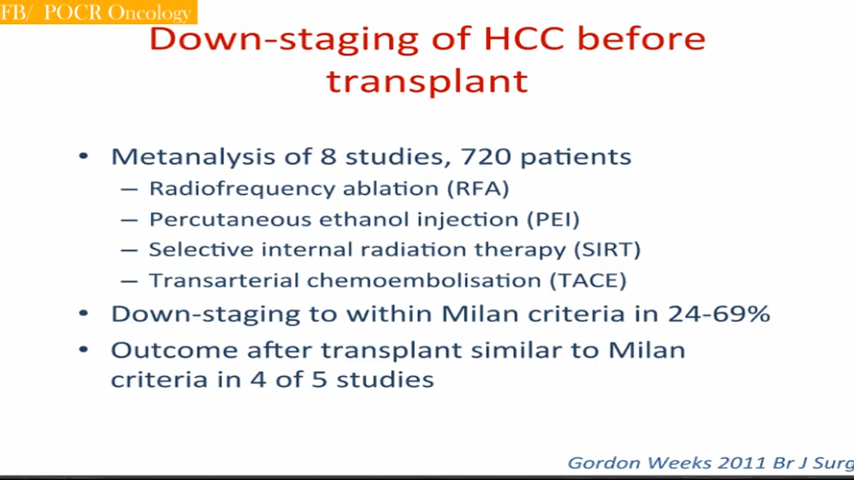 FB/ POCR Oncology
Down-staging of HCC before
transplant
• Metanalysis of 8 studies, 720 patients
– Radiofrequency ablation (RFA)
– Percutaneous ethanol injection (PEI)
– Selective internal radiation therapy (SIRT)
– Transarterial chemoembolisation (TACE)
• Down-staging to within Milan criteria in 24-69%
• Outcome after transplant similar to Milan
criteria in 4 of 5 studies
Gordon Weeks 2011 Br J Surg